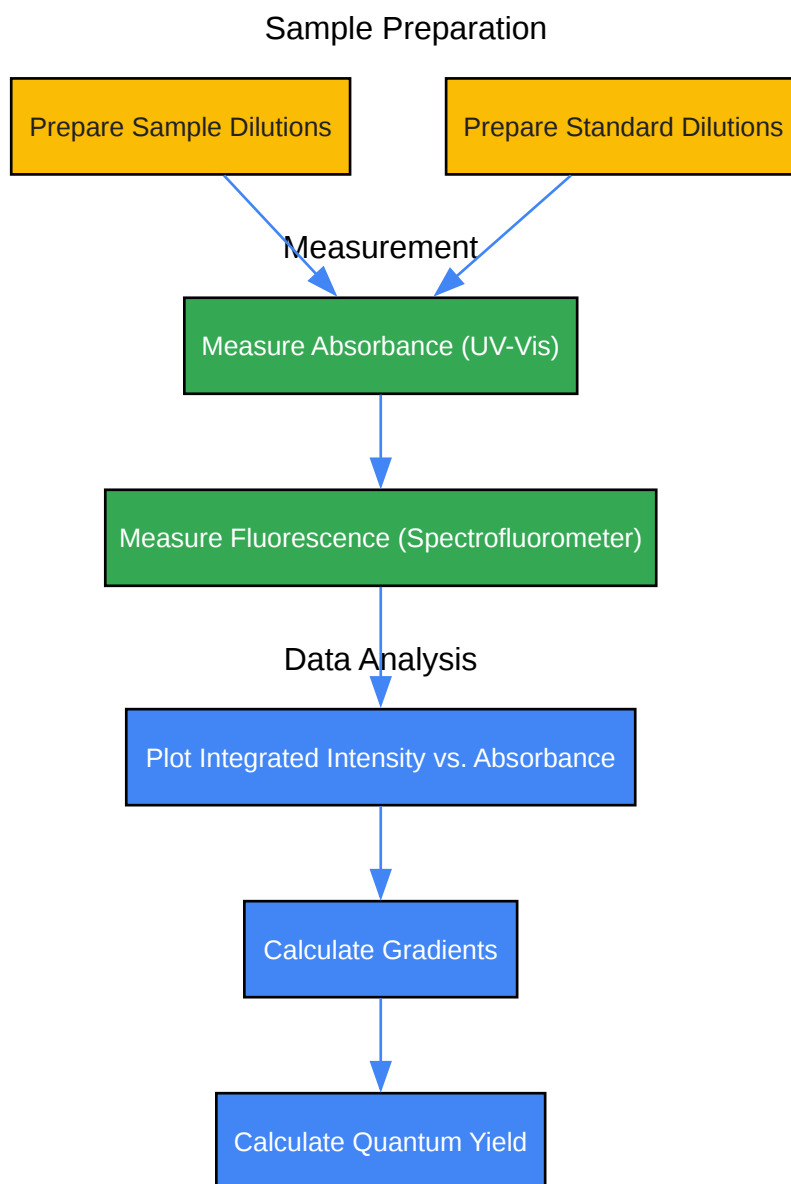 Sample Preparation
Prepare Sample Dilutions
Prepare Standard Dilutions
Measurement
Measure Absorbance (UV-Vis)
Measure Fluorescence (Spectrofluorometer)
Data Analysis
Plot Integrated Intensity vs. Absorbance
Calculate Gradients
Calculate Quantum Yield